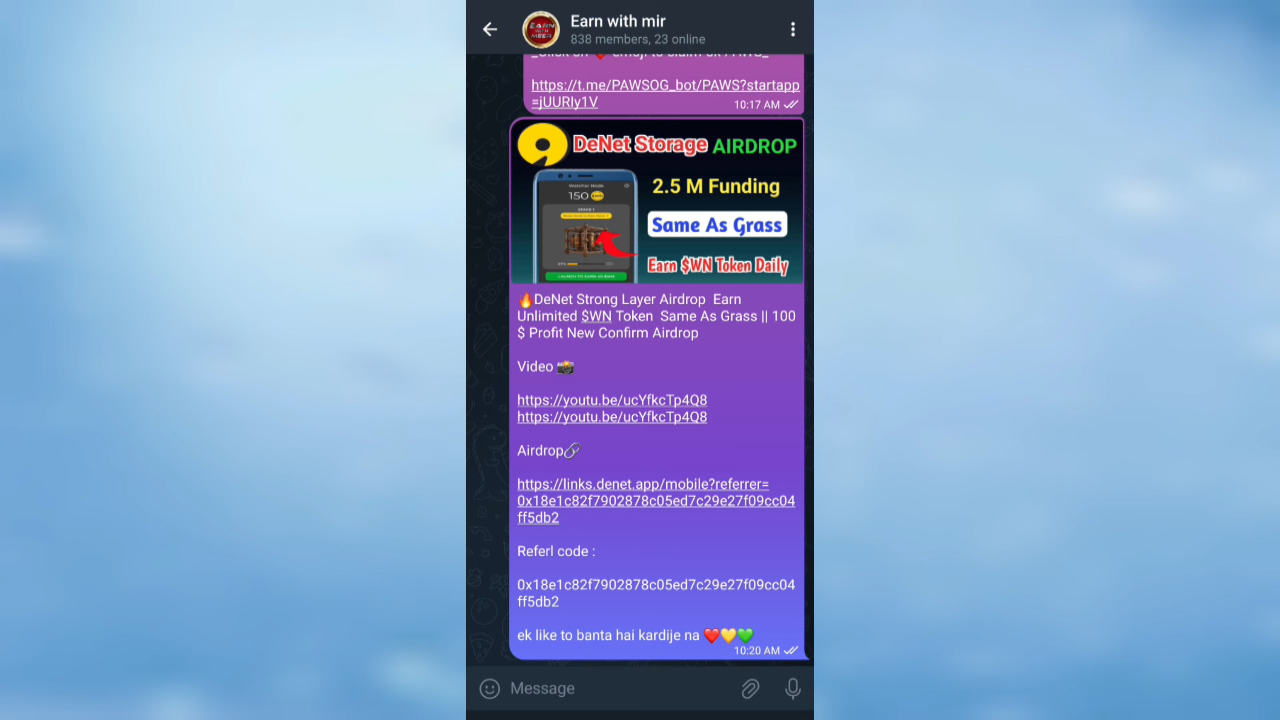 Earn with mir
838 members, 23 online
https://t.me/PAWSOG_bot/PAWS?startapp
=jUURIy1V
10:17 AM
DeNet Storage AIRDROP
2.5 M Funding
Same As Grass
Earn $WN Token Daily
Watcher Node
150
🔥DeNet Strong Layer Airdrop Earn
Unlimited $WN Token Same As Grass || 100
$ Profit New Confirm Airdrop
Video 📸
https://youtu.be/ucYfkcTp4Q8
https://youtu.be/ucYfkcTp4Q8
Airdrop🔗
https://links.denet.app/mobile?referrer=
0x18e1c82f7902878c05ed7c29e27f09cc04
ff5db2
Referl code :
0x18e1c82f7902878c05ed7c29e27f09cc04
ff5db2
ek like to banta hai kardije na ❤️💛💚
10:20 AM
Message